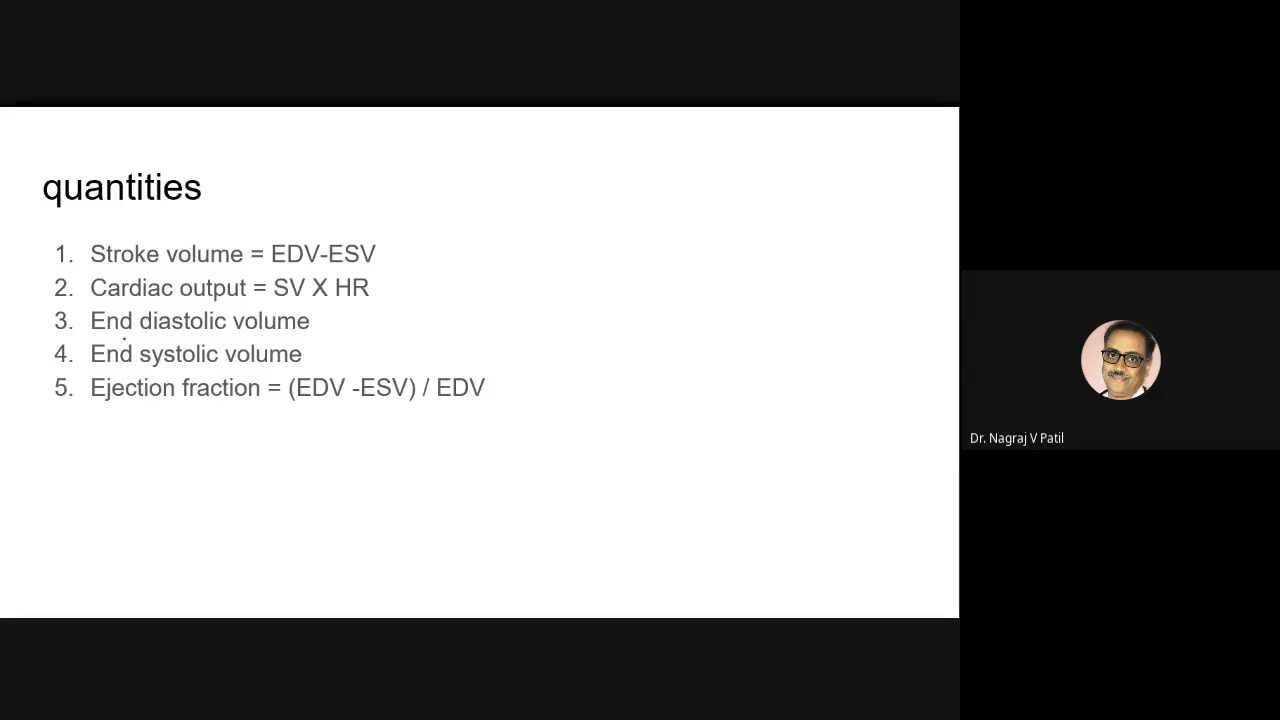 quantities
1. Stroke volume = EDV-ESV
2. Cardiac output = SV X HR
3. End diastolic volume
4. End systolic volume
5. Ejection fraction = (EDV -ESV) / EDV
Dr. Nagraj V Patil